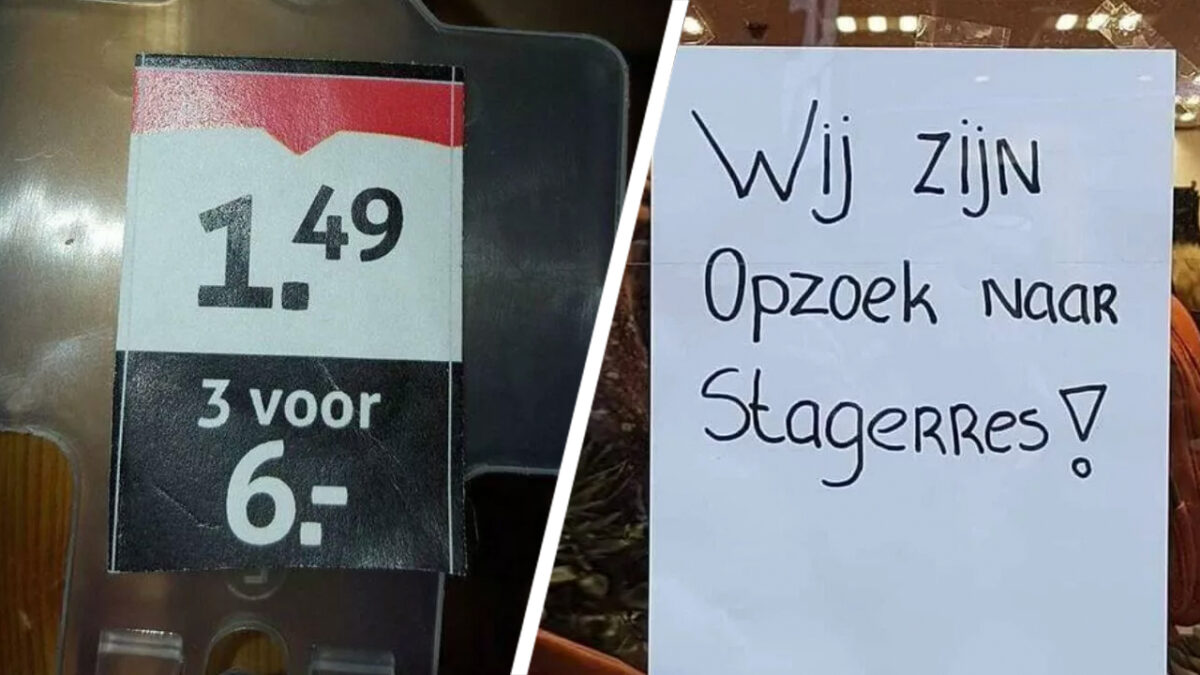 1.49
3 voor
6.-
Wij zijn
Opzoek naar
Stagerres!